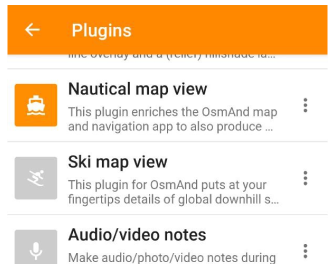 Plugins
line overlay and a (relief) hillshade la...
Nautical map view
This plugin enriches the OsmAnd map
and navigation app to also produce ...
Ski map view
This plugin for OsmAnd puts at your
fingertips details of global downhill s...
Audio/video notes
Make audio/photo/video notes during